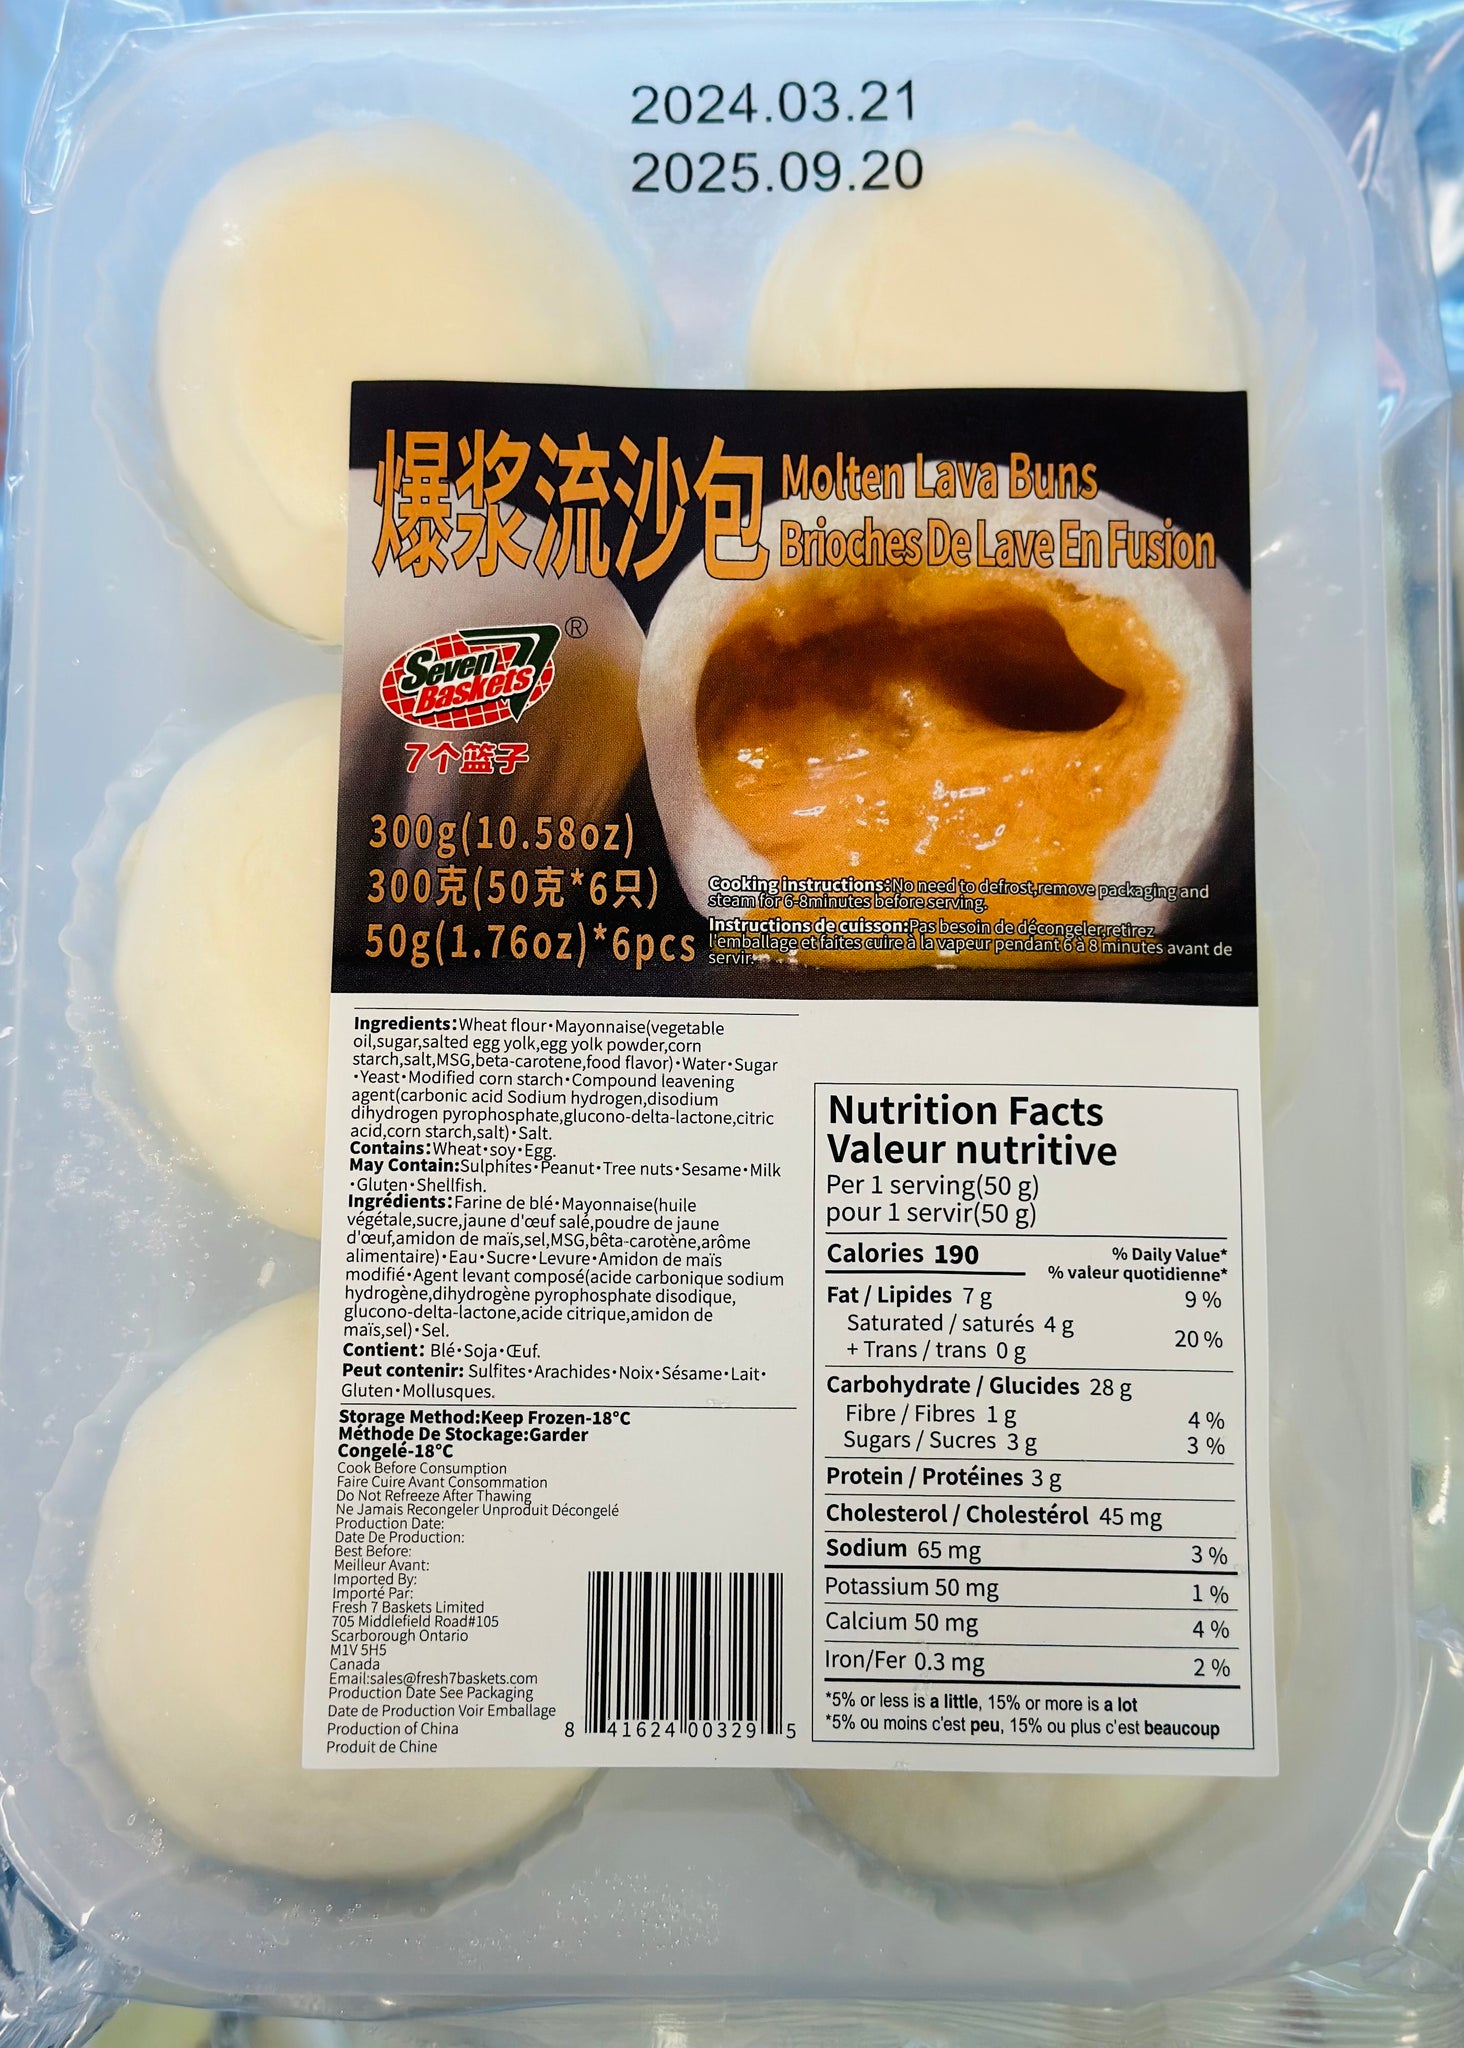 2024.03.21
2025.09.20
爆浆流沙包
Molten Lava Buns
Brioches De Lave En Fusion
Seven
Baskets
7
®
7个篮子
300g(10.58oz)
300克(50克*6只)
50g(1.76oz)*6pcs
Cooking instructions:No need to defrost,remove packaging and
steam for 6-8minutes before serving.
Instructions de cuisson:Pas besoin de décongeler,retirez
l'emballage et faites cuire à la vapeur pendant 6 à 8 minutes avant de
servir.
Ingredients:Wheat flour•Mayonnaise(vegetable
oil,sugar,salted egg yolk,egg yolk powder,corn
starch,salt,MSG,beta-carotene,food flavor)•Water•Sugar
•Yeast•Modified corn starch•Compound leavening
agent(carbonic acid Sodium hydrogen,disodium
dihydrogen pyrophosphate,glucono-delta-lactone,citric
acid,corn starch,salt)•Salt.
Contains:Wheat•soy•Egg.
May Contain:Sulphites•Peanut•Tree nuts•Sesame•Milk
•Gluten•Shellfish.
Ingrédients:Farine de blé•Mayonnaise(huile
végétale,sucre,jaune d'œuf salé,poudre de jaune
d'œuf,amidon de maïs,sel,MSG,bêta-carotène,arôme
alimentaire)•Eau•Sucre•Levure•Amidon de maïs
modifié•Agent levant composé(acide carbonique sodium
hydrogène,dihydrogène pyrophosphate disodique,
glucono-delta-lactone,acide citrique,amidon de
maïs,sel)•Sel.
Contient: Blé•Soja•Œuf.
Peut contenir: Sulfites•Arachides•Noix•Sésame•Lait•
Gluten•Mollusques.
Storage Method:Keep Frozen-18°C
Méthode De Stockage:Garder
Congelé-18°C
Cook Before Consumption
Faire Cuire Avant Consommation
Do Not Refreeze After Thawing
Ne Jamais Recongeler Unproduit Décongelé
Production Date:
Date De Production:
Best Before:
Meilleur Avant:
Imported By:
Importé Par:
Fresh 7 Baskets Limited
705 Middlefield Road#105
Scarborough Ontario
M1V 5H5
Canada
Email:sales@fresh7baskets.com
Production Date See Packaging
Date de Production Voir Emballage
Production of China
Produit de Chine
8 41624 00329 5
Nutrition Facts
Valeur nutritive
Per 1 serving(50 g)
pour 1 servir(50 g)
Calories 190
% Daily Value*
% valeur quotidienne*
Fat / Lipides 7 g 9 %
Saturated / saturés 4 g
+ Trans / trans 0 g 20 %
Carbohydrate / Glucides 28 g
Fibre / Fibres 1 g 4 %
Sugars / Sucres 3 g 3 %
Protein / Protéines 3 g
Cholesterol / Cholestérol 45 mg
Sodium 65 mg 3 %
Potassium 50 mg 1 %
Calcium 50 mg 4 %
Iron/Fer 0.3 mg 2 %
*5% or less is a little, 15% or more is a lot
*5% ou moins c'est peu, 15% ou plus c'est beaucoup